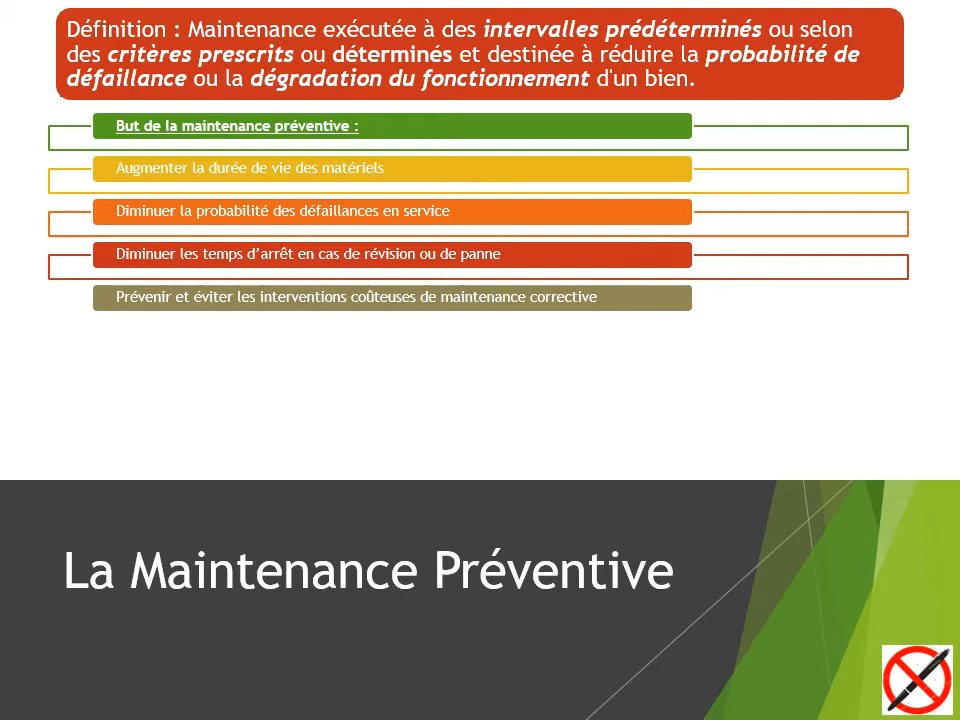 Définition : Maintenance exécutée à des intervalles prédéterminés ou selon
des critères prescrits ou déterminés et destinée à réduire la probabilité de
défaillance ou la dégradation du fonctionnement d'un bien.
But de la maintenance préventive :
Augmenter la durée de vie des matériels
Diminuer la probabilité des défaillances en service
Diminuer les temps d’arrêt en cas de révision ou de panne
Prévenir et éviter les interventions coûteuses de maintenance corrective
La Maintenance Préventive